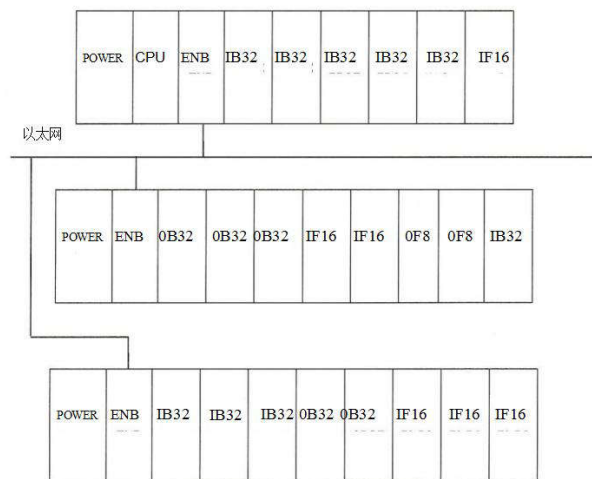 POWER CPU ENB IB32 IB32 IB32 IB32 IB32 IF16
以太网
POWER ENB 0B32 0B32 0B32 IF16 IF16 0F8 0F8 IB32
POWER ENB IB32 IB32 IB32 0B32 0B32 IF16 IF16 IF16